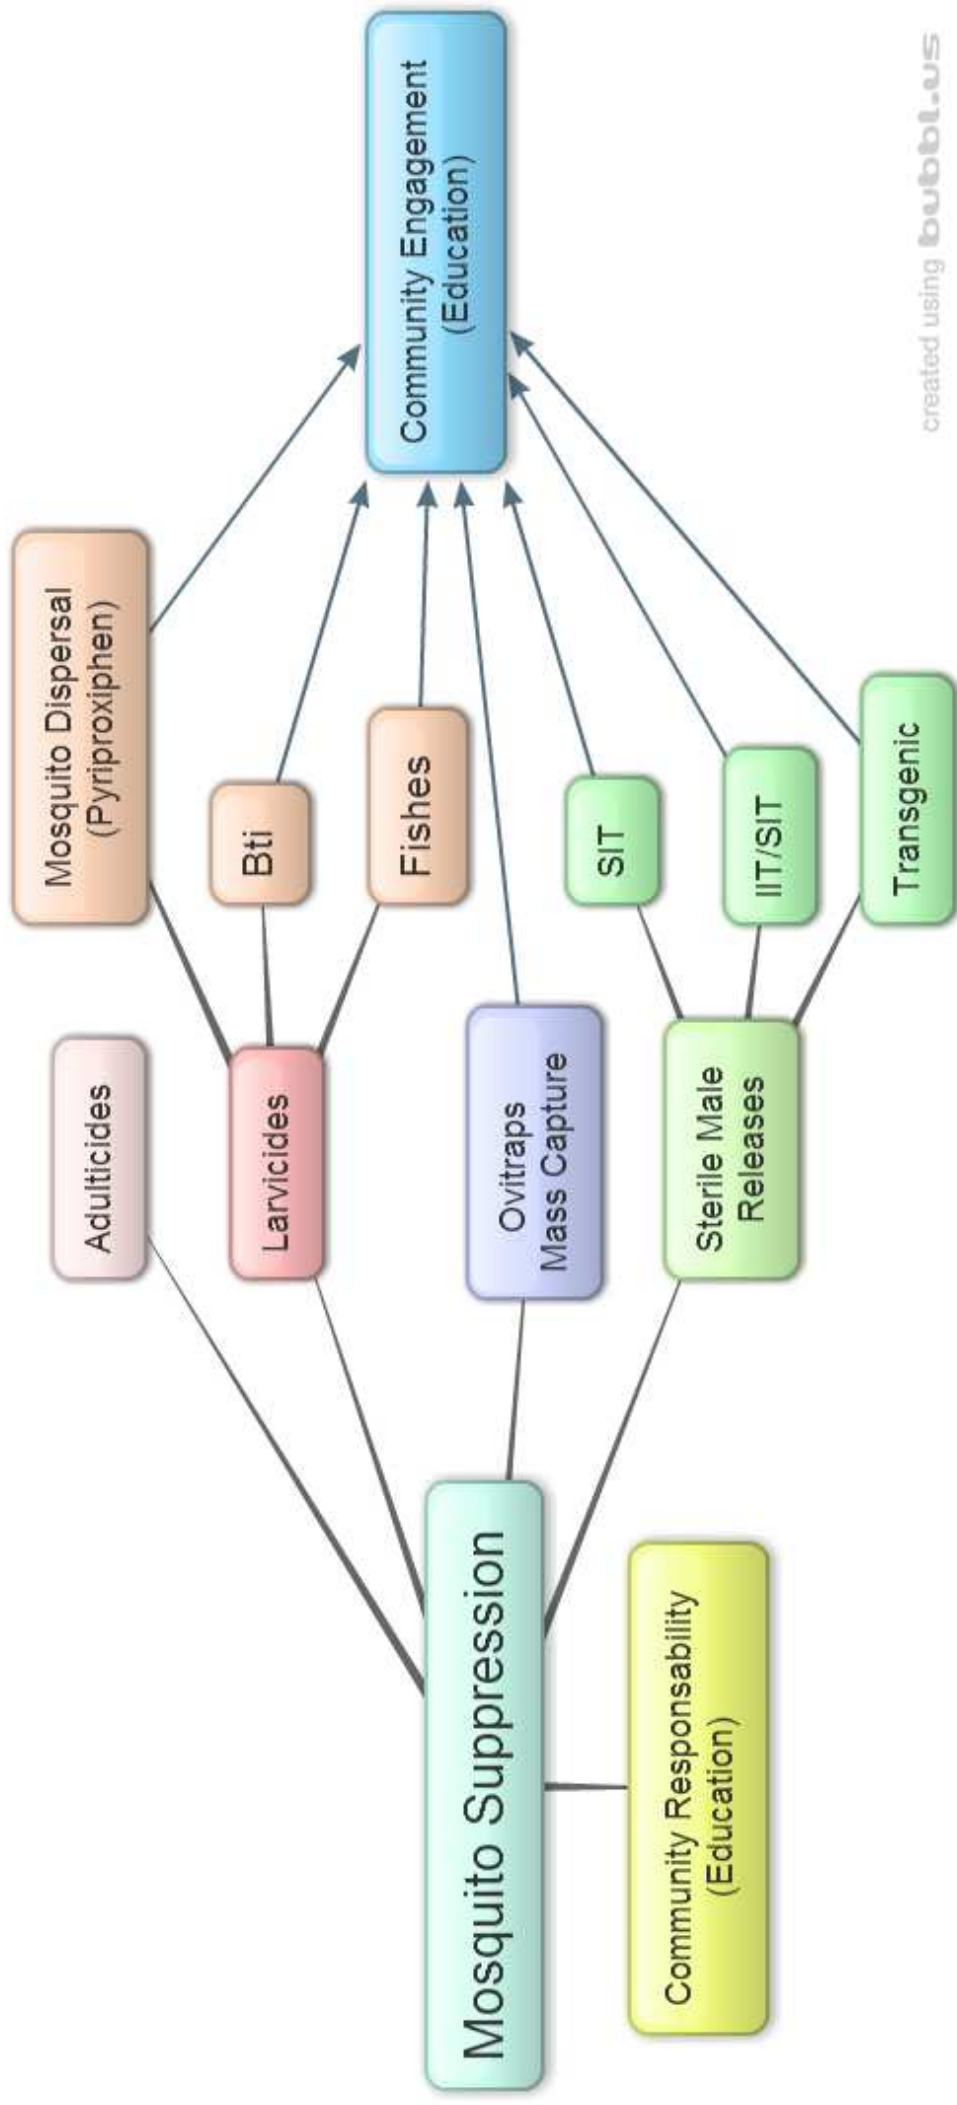 Mosquito Suppression
Community Responsability
(Education)
Adulticides
Larvicides
Ovitraps
Mass Capture
Sterile Male
Releases
Mosquito Dispersal
(Pyriproxiphen)
Bti
Fishes
SIT
IIT/SIT
Transgenic
Community Engagement
(Education)
created using bubbl.us